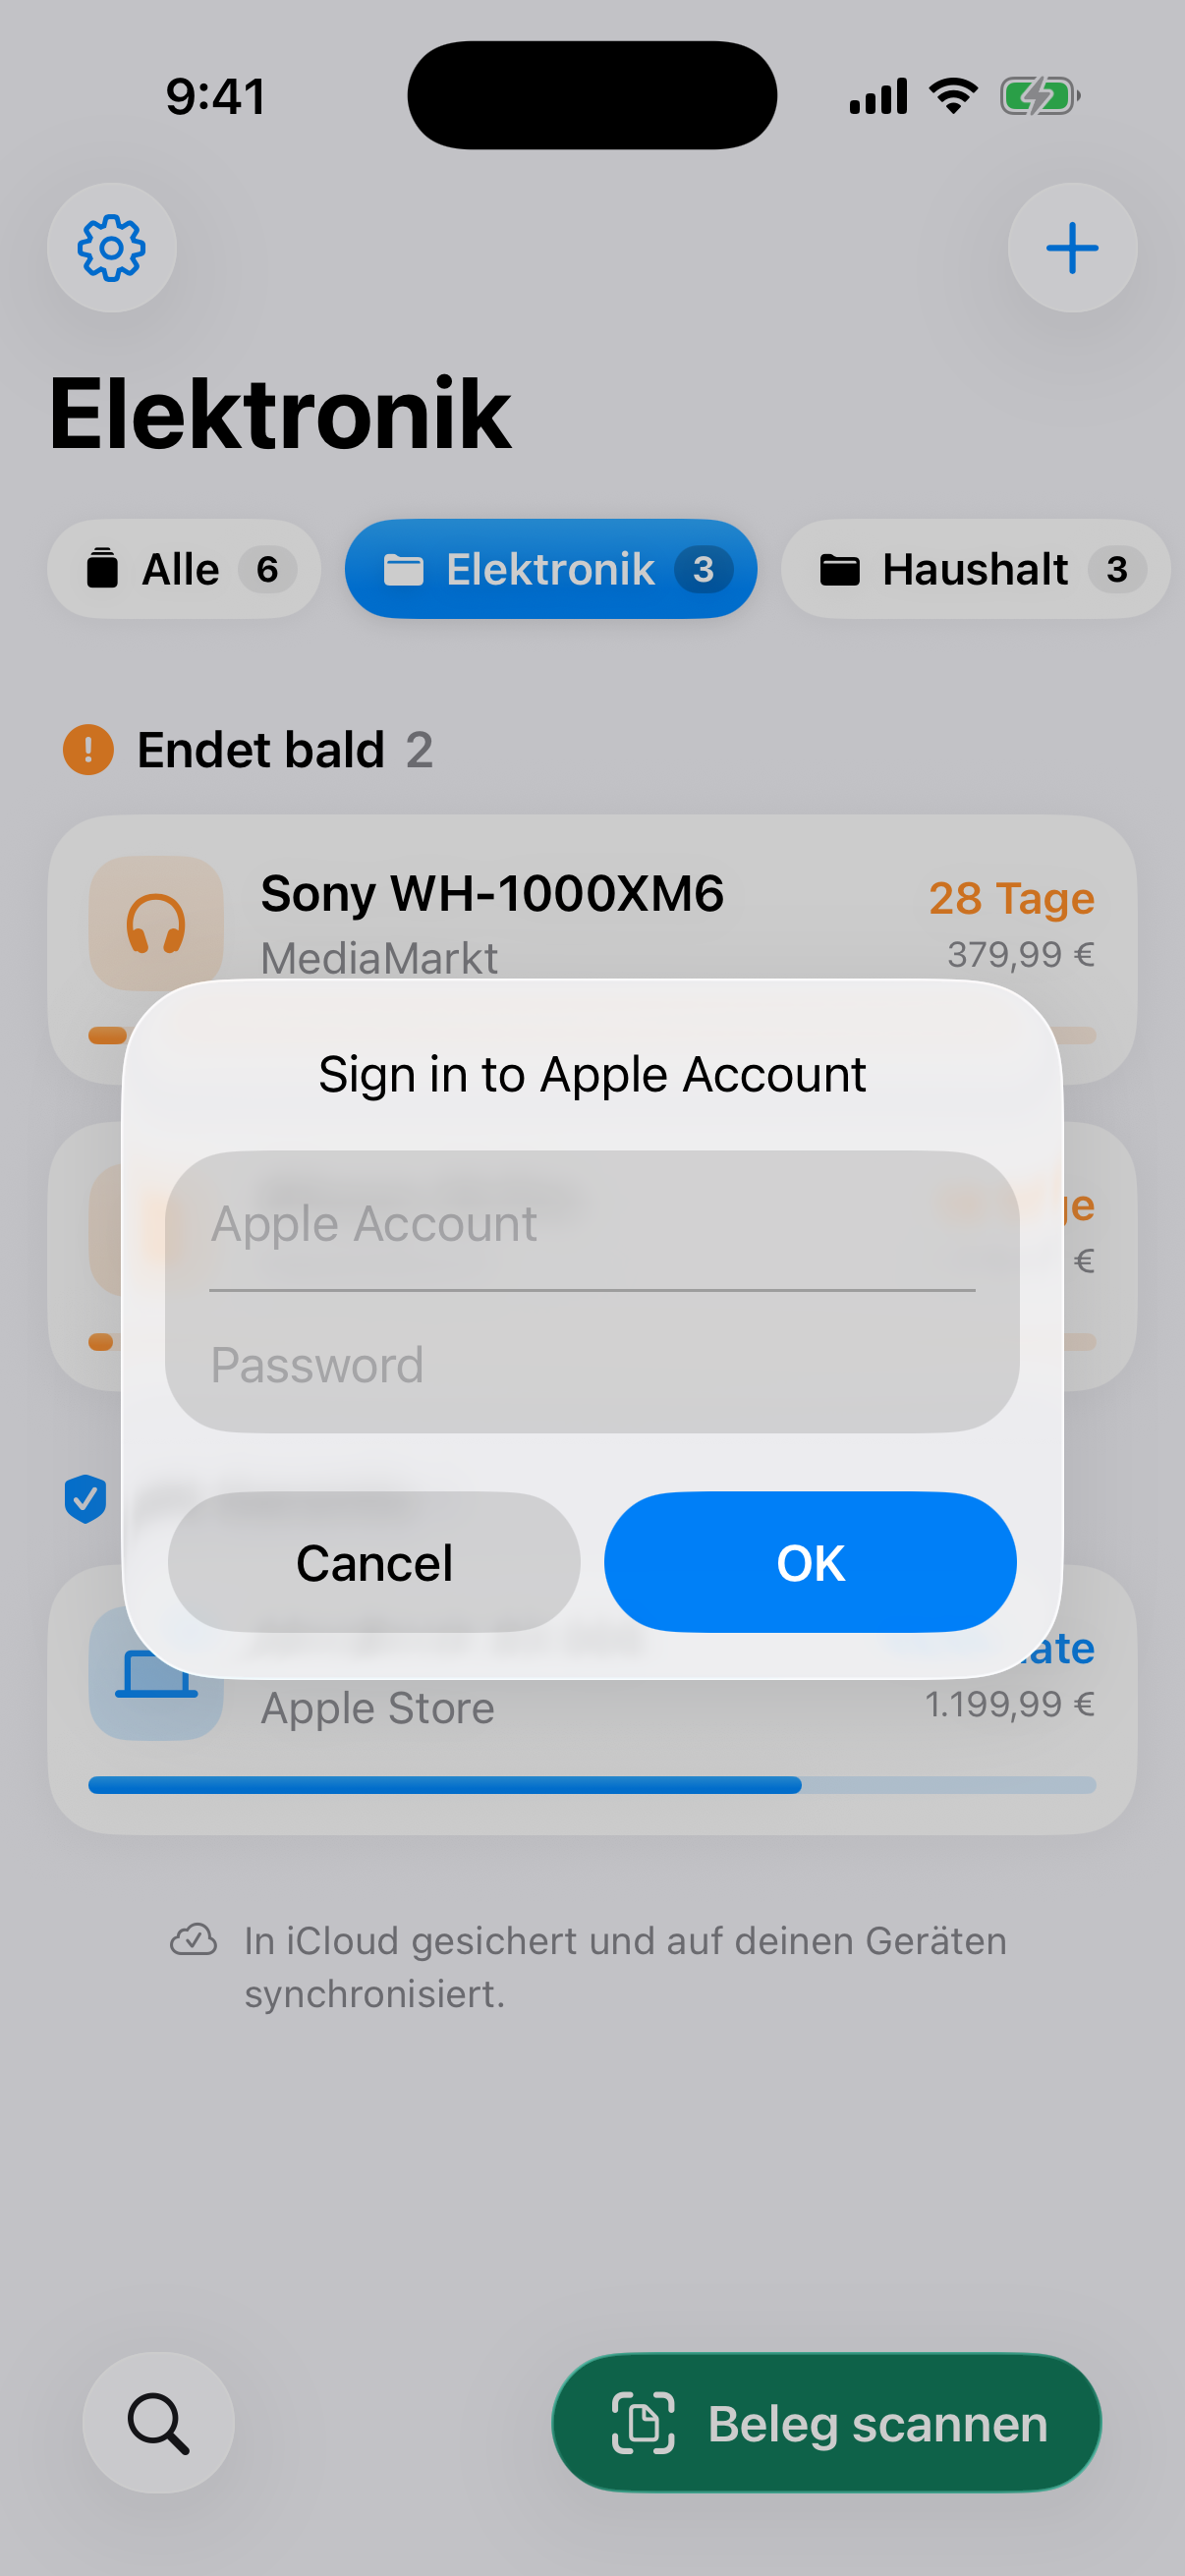 9:41
Elektronik
Alle 6
Elektronik 3
Haushalt 3
Endet bald 2
Sony WH-1000XM6
28 Tage
MediaMarkt
379,99 €
Sign in to Apple Account
Apple Account
€
Password
Cancel
OK
Apple Store
1.199,99 €
In iCloud gesichert und auf deinen Geräten
synchronisiert.
Beleg scannen